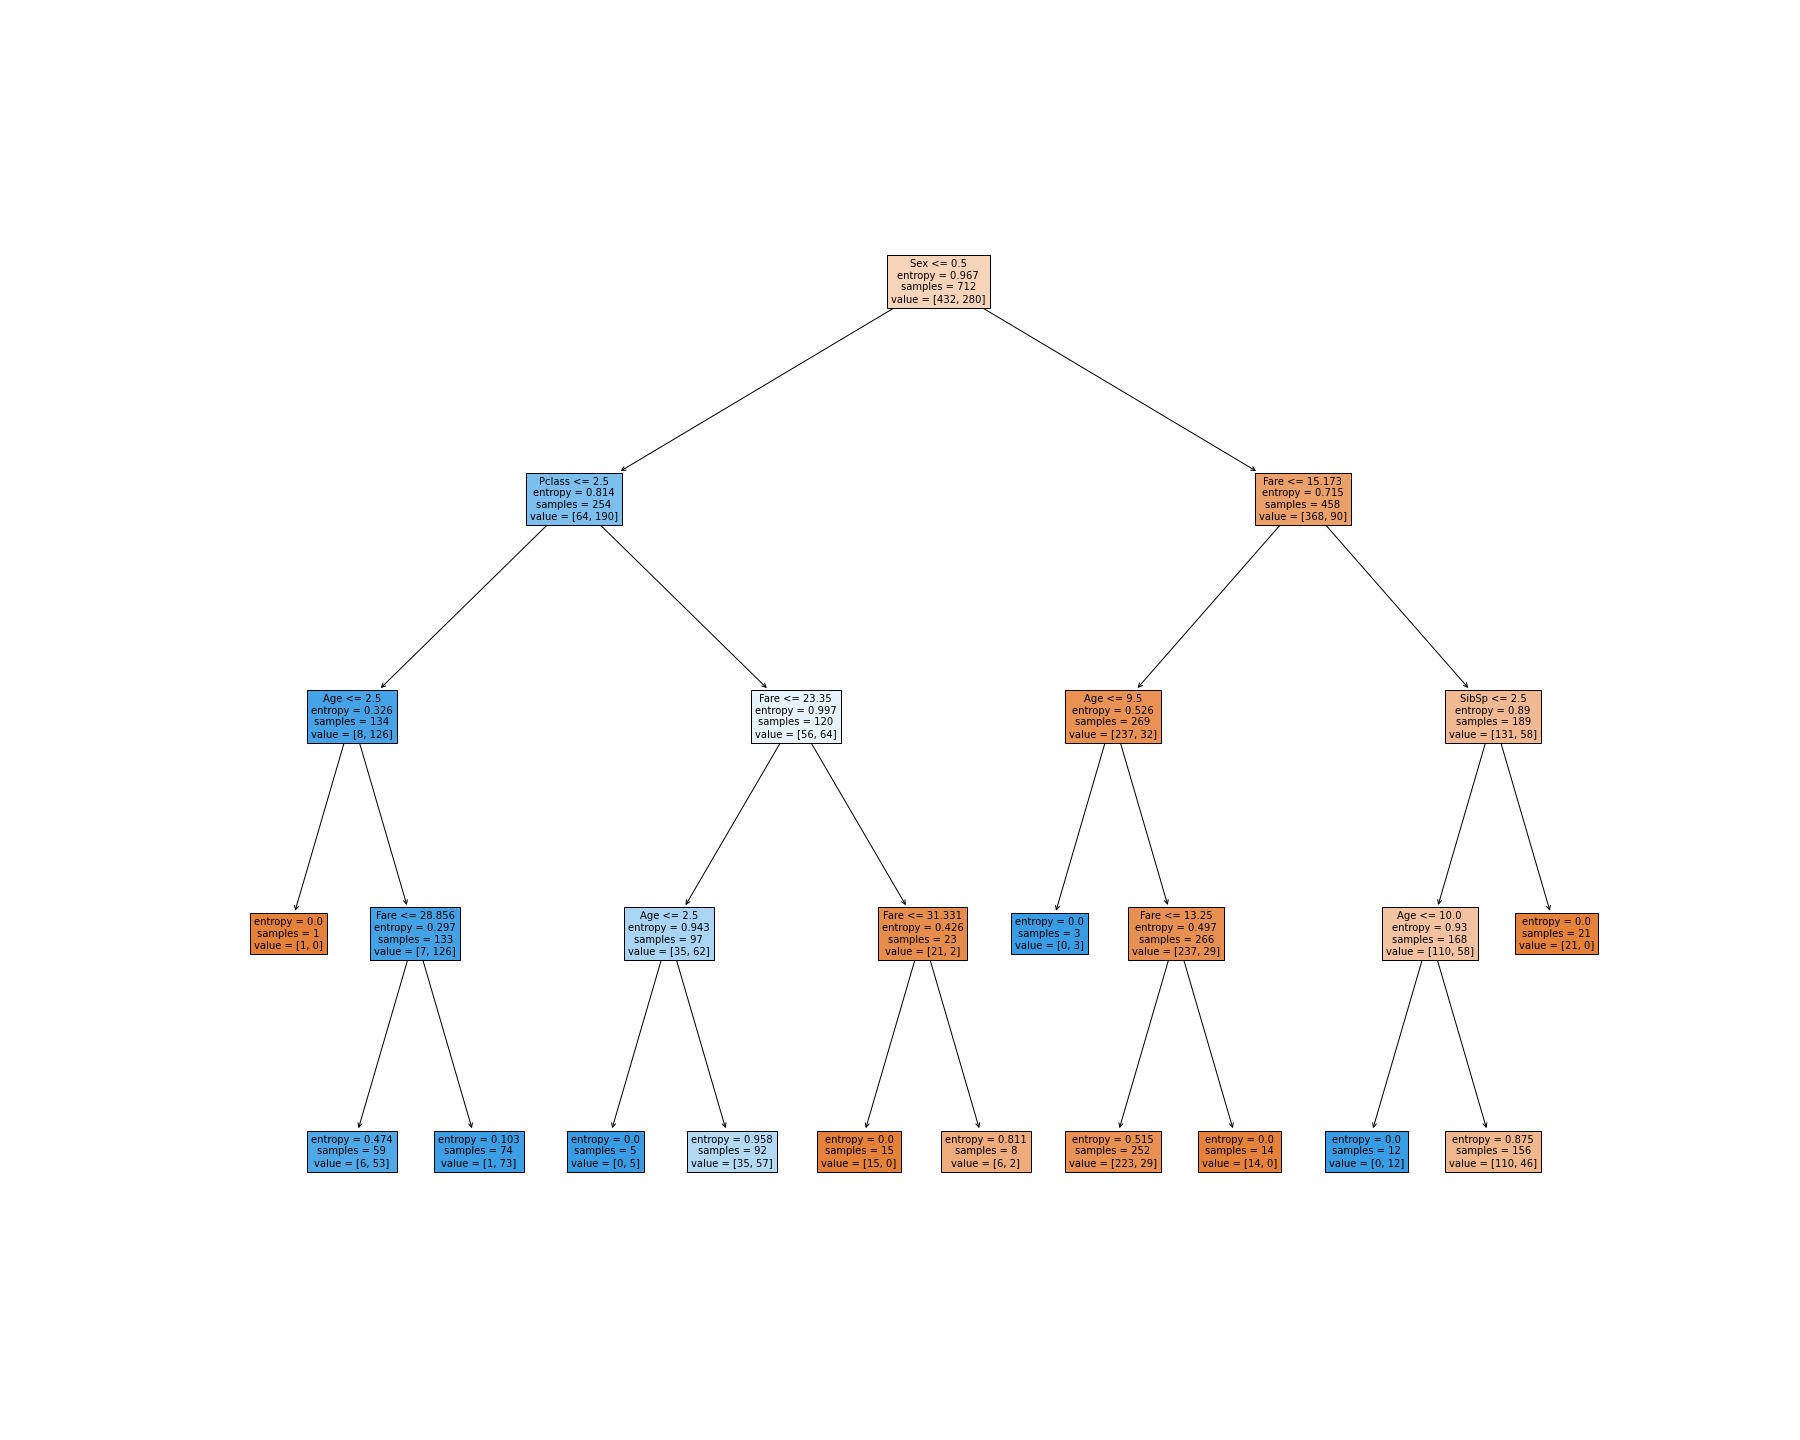 Sex <= 0.5
entropy = 0.967
samples = 712
value = [432, 280]
Pclass <= 2.5
entropy = 0.814
samples = 254
value = [64, 190]
Fare <= 15.173
entropy = 0.715
samples = 458
value = [368, 90]
Age <= 2.5
entropy = 0.326
samples = 134
value = [8, 126]
Fare <= 23.35
entropy = 0.997
samples = 120
value = [56, 64]
Age <= 9.5
entropy = 0.526
samples = 269
value = [237, 32]
SibSp <= 2.5
entropy = 0.89
samples = 189
value = [131, 58]
entropy = 0.0
samples = 1
value = [1, 0]
Fare <= 28.856
entropy = 0.297
samples = 133
value = [7, 126]
Age <= 2.5
entropy = 0.943
samples = 97
value = [35, 62]
Fare <= 31.331
entropy = 0.426
samples = 23
value = [21, 2]
entropy = 0.0
samples = 3
value = [0, 3]
Fare <= 13.25
entropy = 0.497
samples = 266
value = [237, 29]
Age <= 10.0
entropy = 0.93
samples = 168
value = [110, 58]
entropy = 0.0
samples = 21
value = [21, 0]
entropy = 0.474
samples = 59
value = [6, 53]
entropy = 0.103
samples = 74
value = [1, 73]
entropy = 0.0
samples = 5
value = [0, 5]
entropy = 0.958
samples = 92
value = [35, 57]
entropy = 0.0
samples = 15
value = [15, 0]
entropy = 0.811
samples = 8
value = [6, 2]
entropy = 0.515
samples = 252
value = [223, 29]
entropy = 0.0
samples = 14
value = [14, 0]
entropy = 0.0
samples = 12
value = [0, 12]
entropy = 0.875
samples = 156
value = [110, 46]